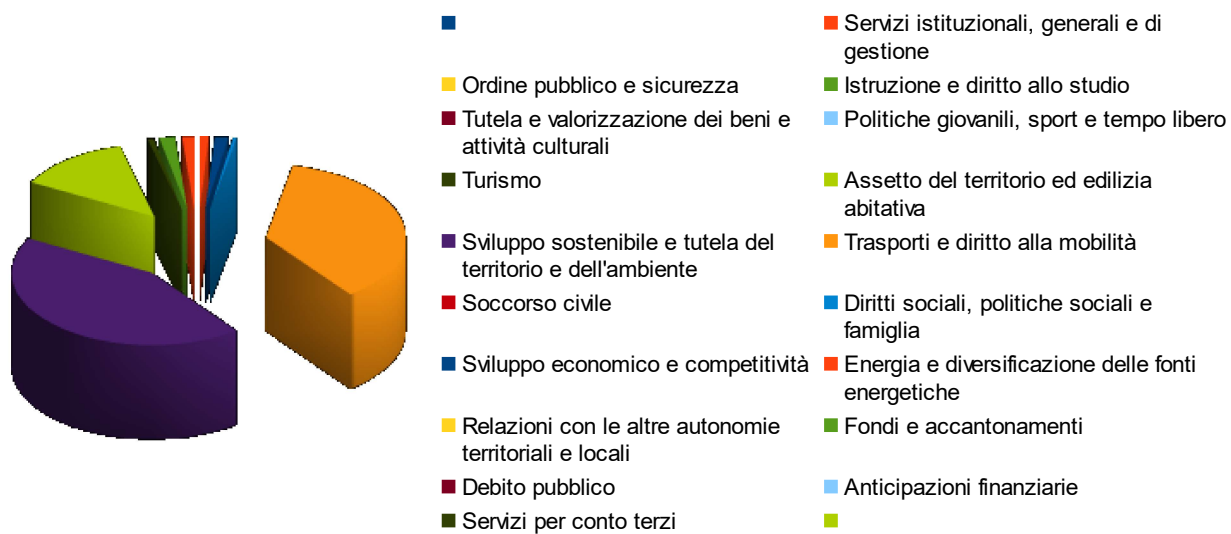 Servizi istituzionali, generali e di
gestione
Ordine pubblico e sicurezza
Istruzione e diritto allo studio
Tutela e valorizzazione dei beni e
attività culturali
Politiche giovanili, sport e tempo libero
Turismo
Assetto del territorio ed edilizia
abitativa
Sviluppo sostenibile e tutela del
territorio e dell'ambiente
Trasporti e diritto alla mobilità
Soccorso civile
Diritti sociali, politiche sociali e
famiglia
Sviluppo economico e competitività
Energia e diversificazione delle fonti
energetiche
Relazioni con le altre autonomie
territoriali e locali
Fondi e accantonamenti
Debito pubblico
Anticipazioni finanziarie
Servizi per conto terzi